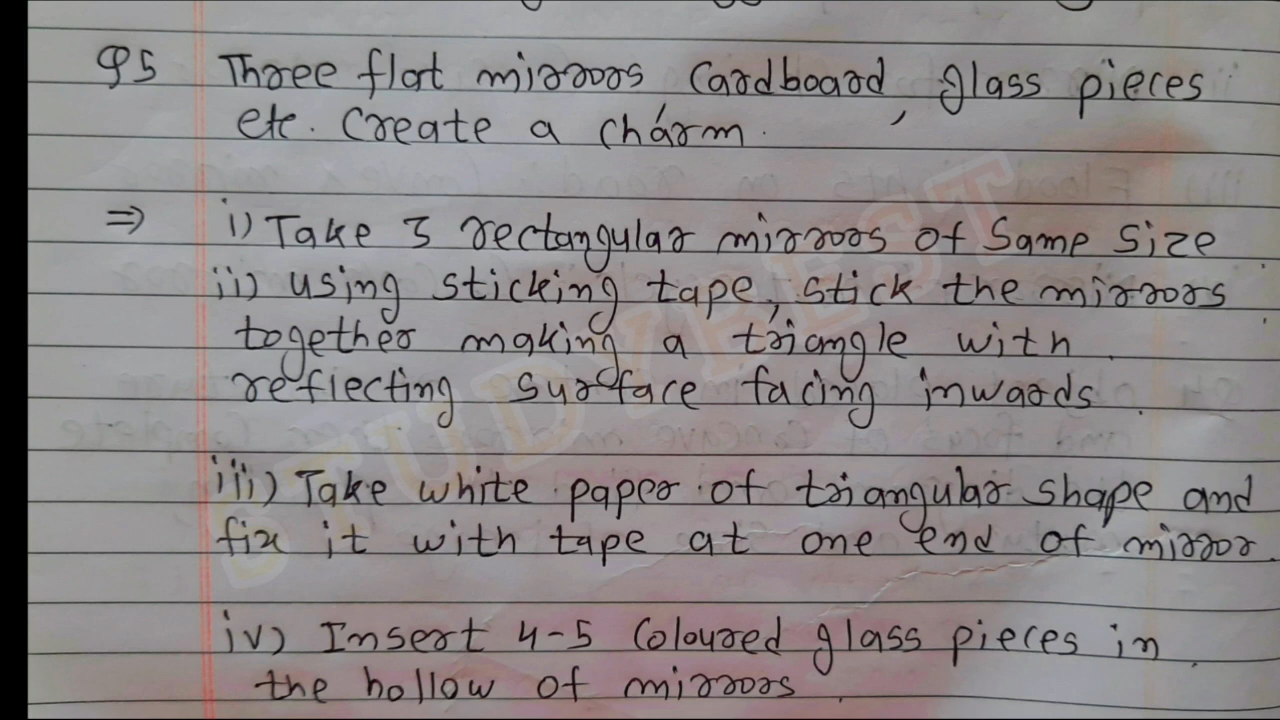 Q5 Three flat mirrors Cardboard, glass pieces
etc. Create a charm.
⇒ i) Take 3 rectangular mirrors of Same Size
ii) using sticking tape, stick the mirrors
together making a triangle with
reflecting surface facing inwards.
iii) Take white paper of triangular shape and
fix it with tape at one end of mirror.
iv) Insert 4-5 Coloured glass pieces in
the hollow of mirrors.
STUDYBEST